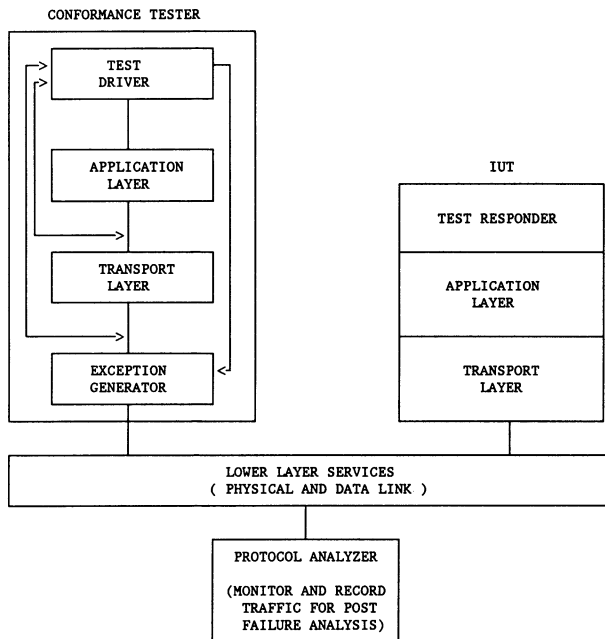 CONFORMANCE TESTER
TEST
DRIVER
APPLICATION
LAYER
TRANSPORT
LAYER
EXCEPTION
GENERATOR
IUT
TEST RESPONDER
APPLICATION
LAYER
TRANSPORT
LAYER
LOWER LAYER SERVICES
( PHYSICAL AND DATA LINK )
PROTOCOL ANALYZER
(MONITOR AND RECORD
TRAFFIC FOR POST
FAILURE ANALYSIS)